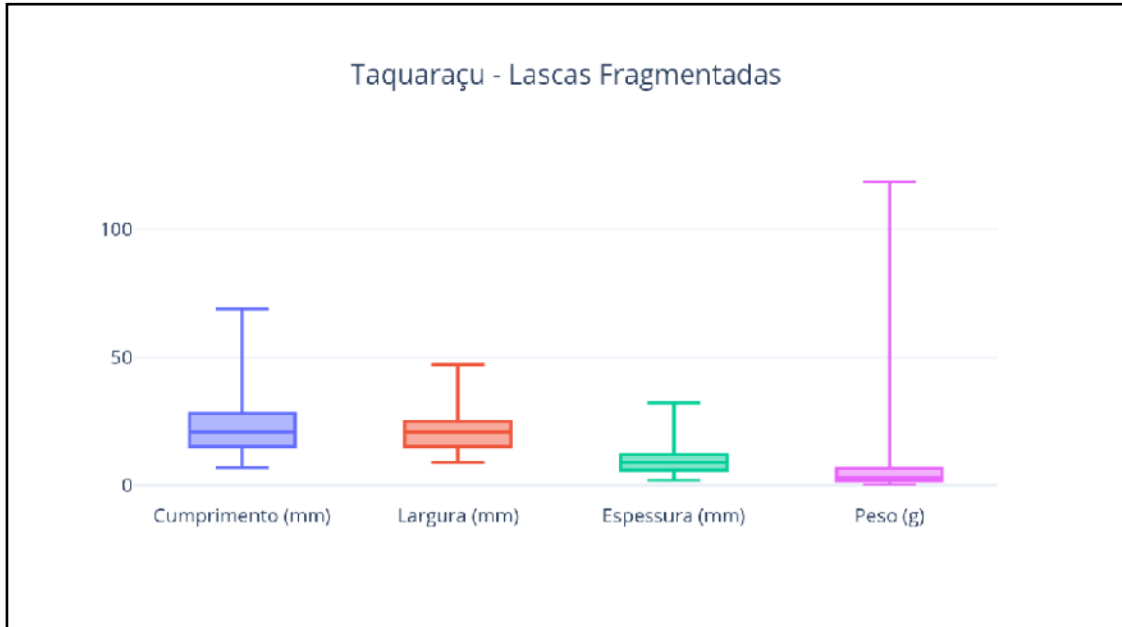 Taquaraçu - Lascas Fragmentadas
100
50
0
Cumprimento (mm) Largura (mm) Espessura (mm) Peso (g)